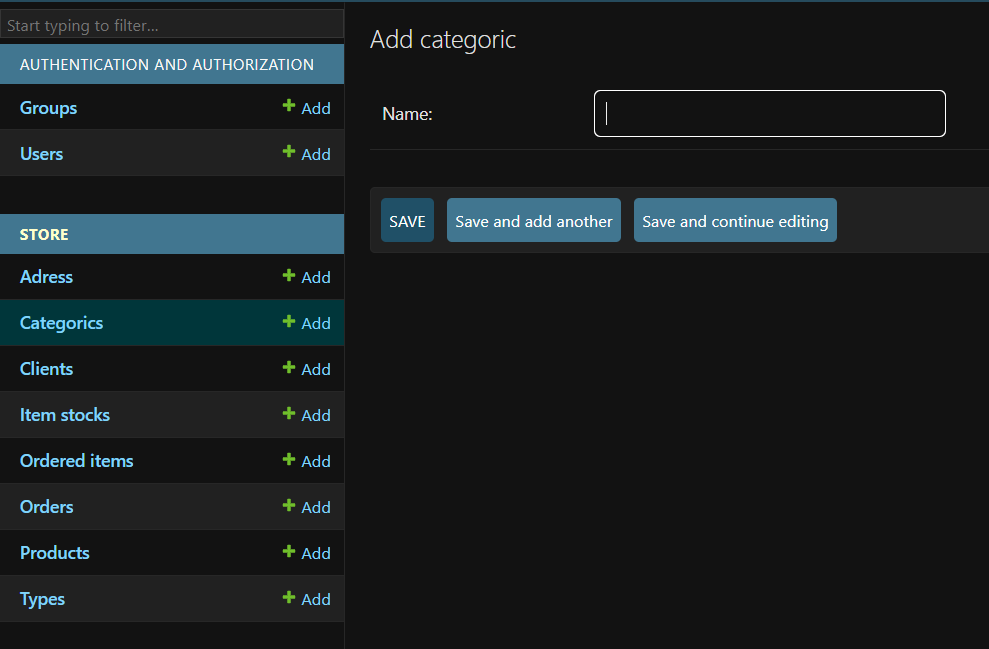 Start typing to filter...
AUTHENTICATION AND AUTHORIZATION
Groups Add
Users Add
STORE
Adress Add
Categorics Add
Clients Add
Item stocks Add
Ordered items Add
Orders Add
Products Add
Types Add
Add categoric
Name:
SAVE Save and add another Save and continue editing